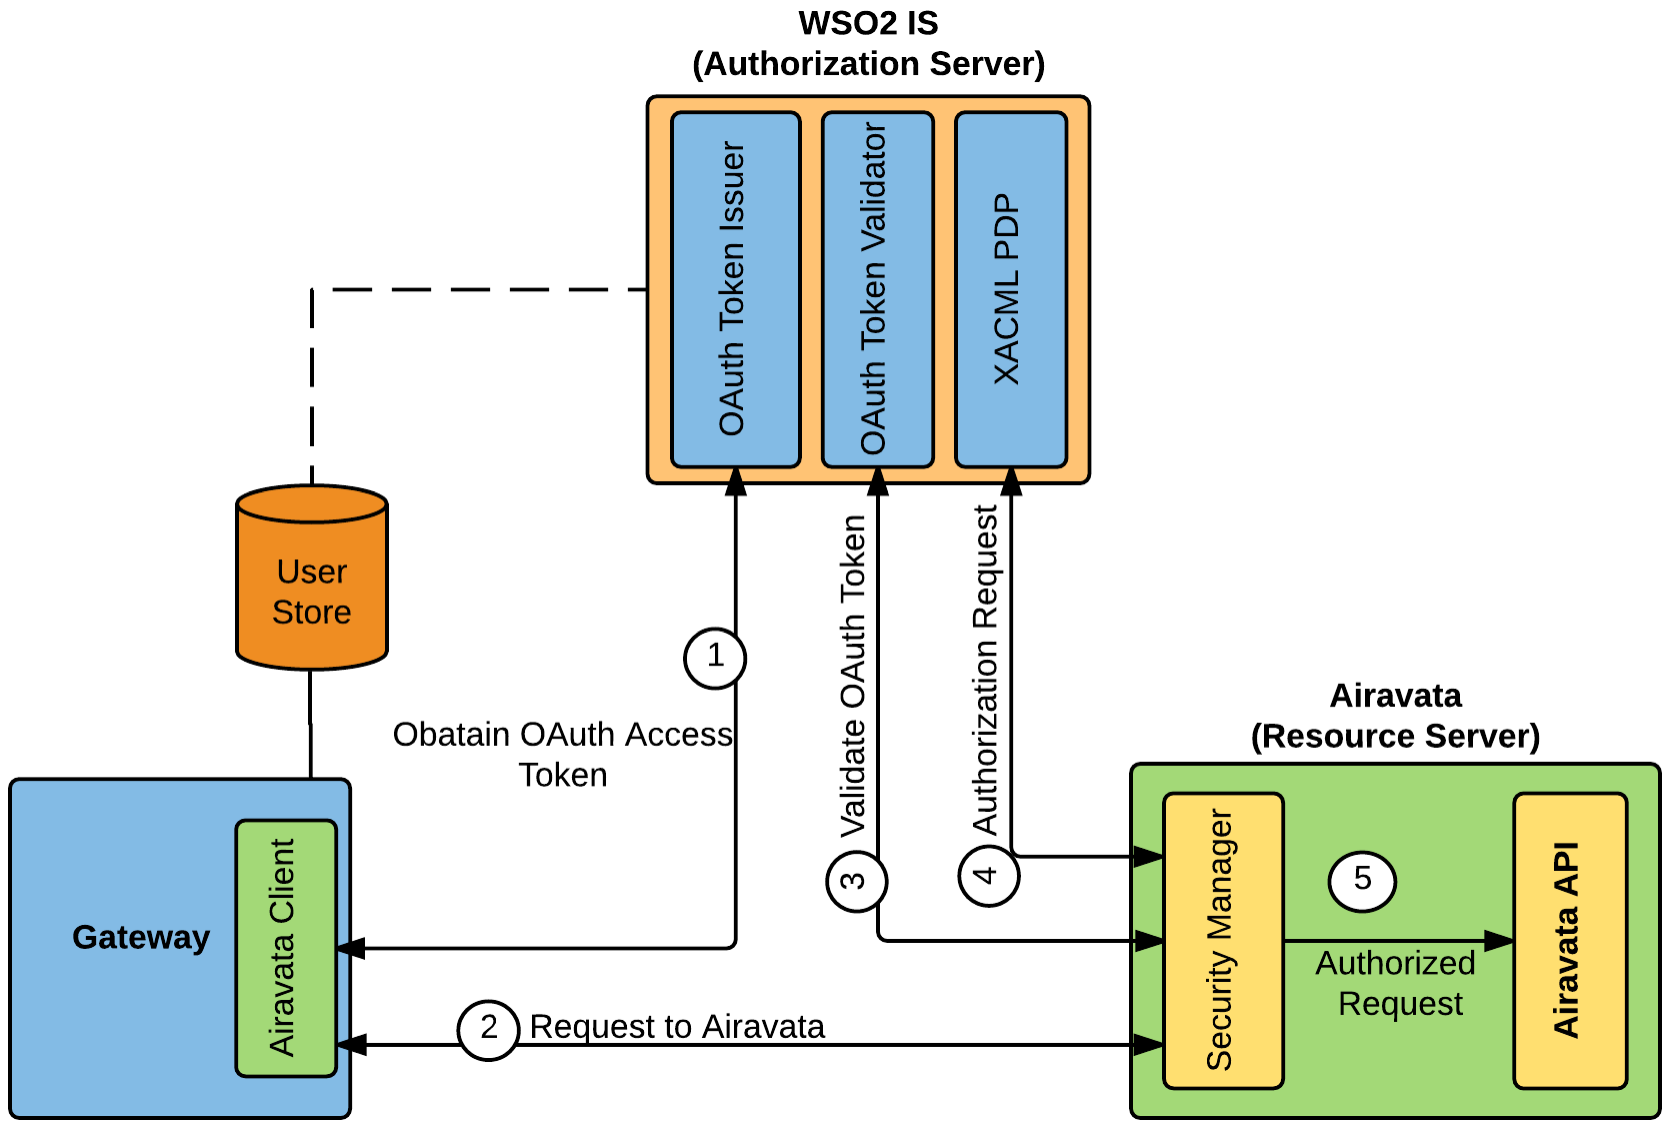 WSO2 IS
(Authorization Server)
OAuth Token Issuer
OAuth Token Validator
XACML PDP
User
Store
1
Obatain OAuth Access
Token
Validate OAuth Token
3
Authorization Request
4
Airavata
(Resource Server)
Gateway
Airavata Client
2
Request to Airavata
Security Manager
5
Authorized
Request
Airavata API